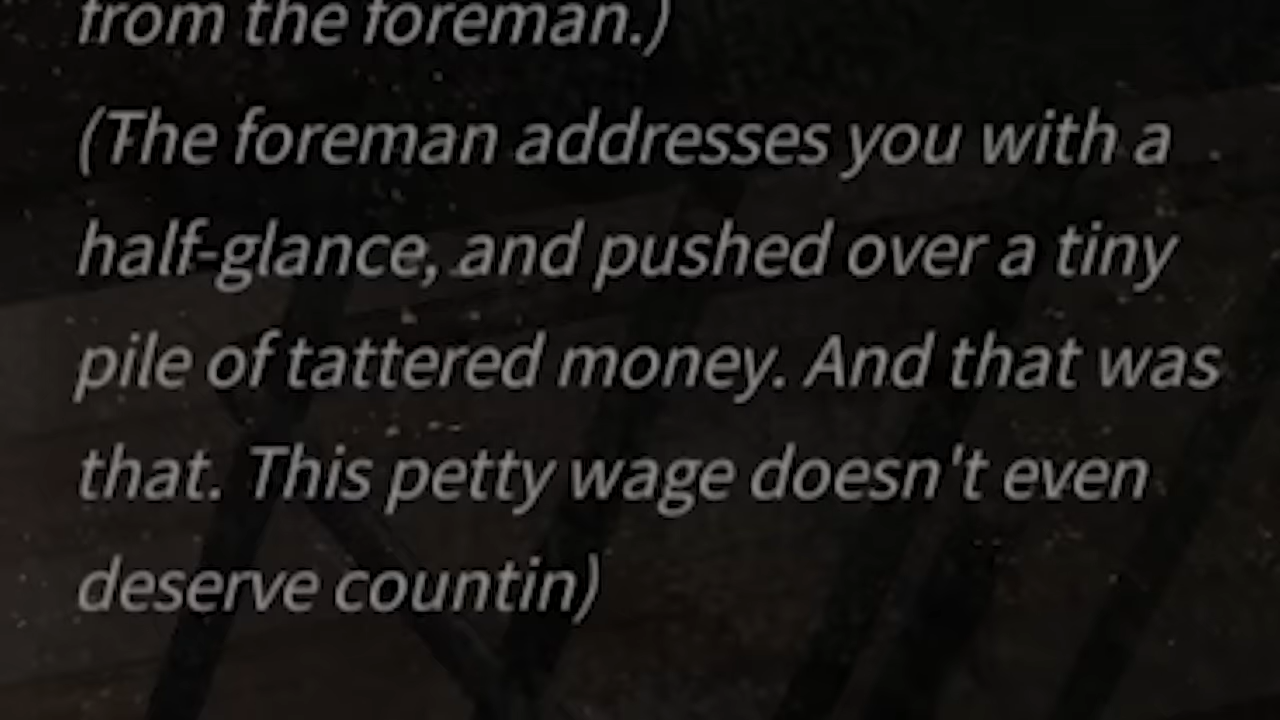 from the foreman.)
(The foreman addresses you with a
half-glance, and pushed over a tiny
pile of tattered money. And that was
that. This petty wage doesn't even
deserve countin)